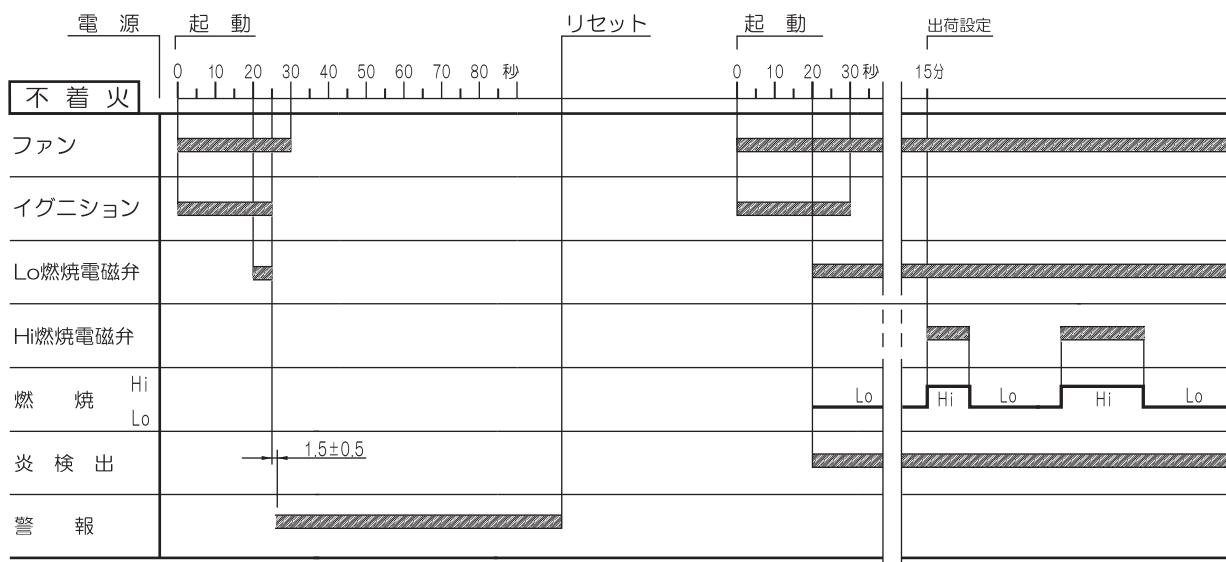 電源 起動 リセット 起動 出荷設定
0 10 20 30 40 50 60 70 80 秒 0 10 20 30 秒 15分
不着火
ファン
イグニション
Lo燃焼電磁弁
Hi燃焼電磁弁
Hi
燃焼 Lo Hi Lo Hi Lo
Lo
炎検出 1.5±0.5
警報